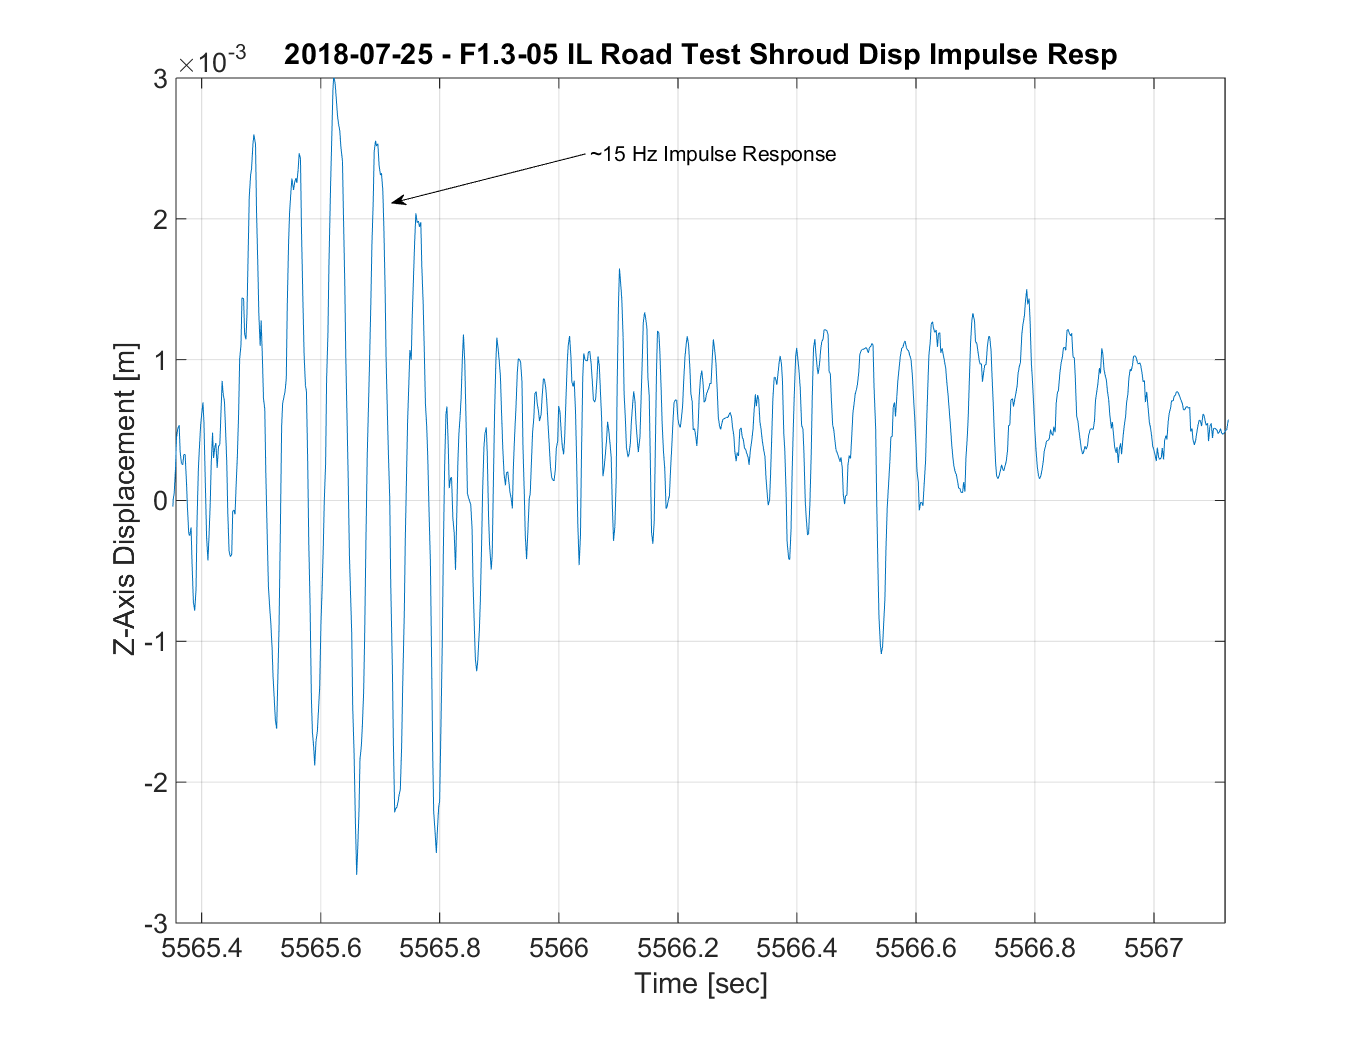 2018-07-25 - F1.3-05 IL Road Test Shroud Disp Impulse Resp
×10⁻³
~15 Hz Impulse Response
3
2
1
0
-1
-2
-3
Z-Axis Displacement [m]
5565.4 5565.6 5565.8 5566 5566.2 5566.4 5566.6 5566.8 5567
Time [sec]